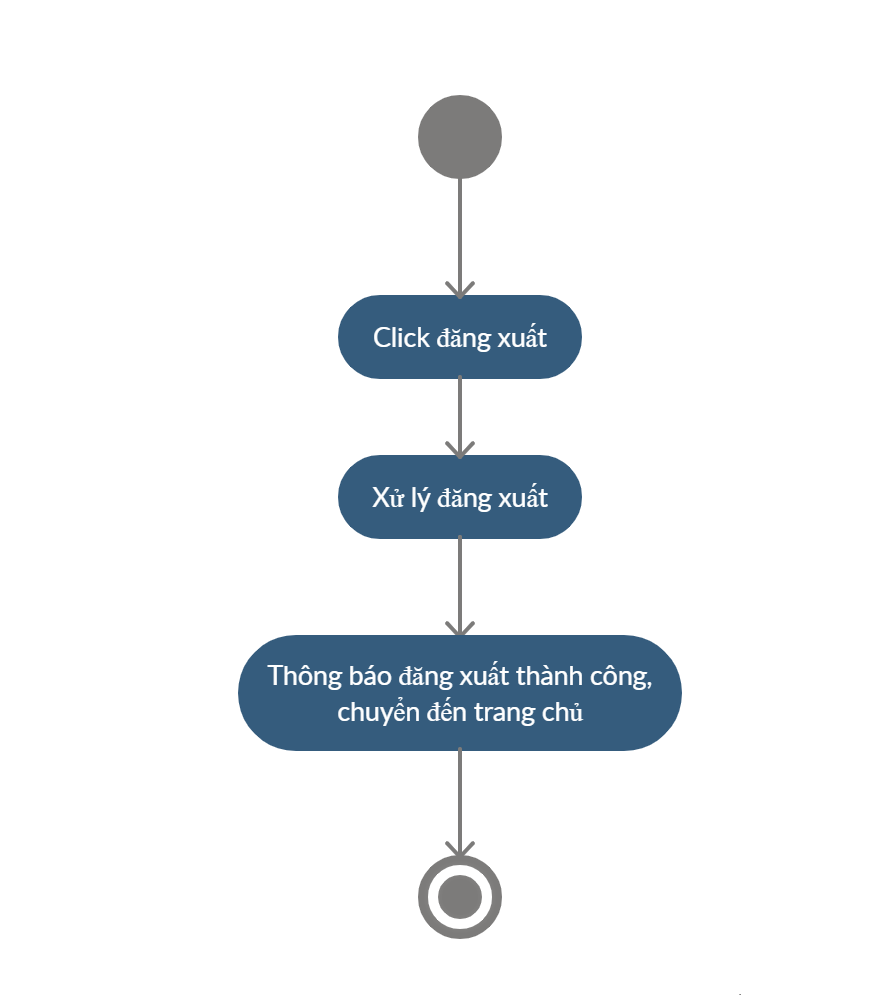 Click đăng xuất
Xử lý đăng xuất
Thông báo đăng xuất thành công,
chuyển đến trang chủ